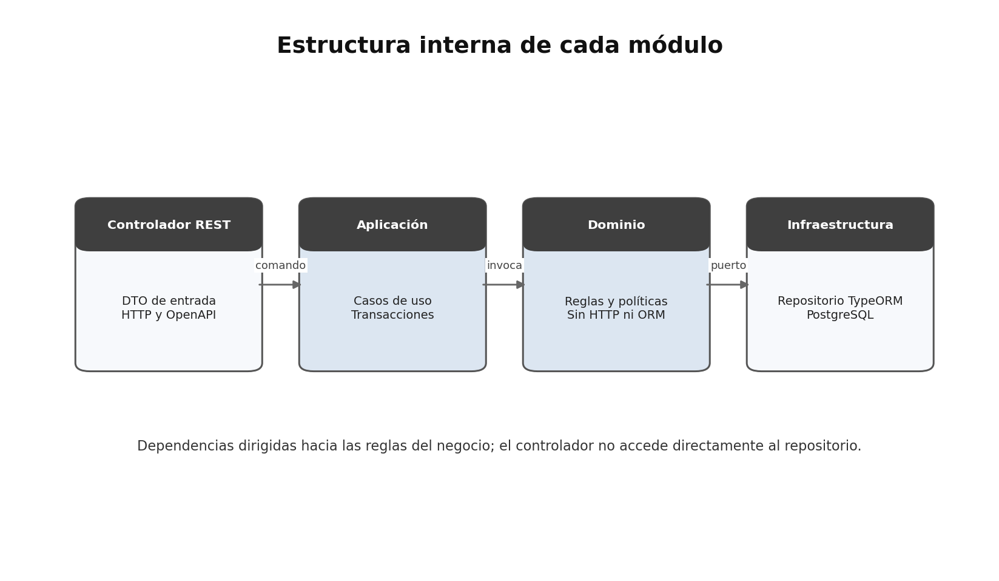 Estructura interna de cada módulo
Controlador REST
Aplicación
Dominio
Infraestructura
comando
invoca
puerto
DTO de entrada
HTTP y OpenAPI
Casos de uso
Transacciones
Reglas y políticas
Sin HTTP ni ORM
Repositorio TypeORM
PostgreSQL
Dependencias dirigidas hacia las reglas del negocio; el controlador no accede directamente al repositorio.